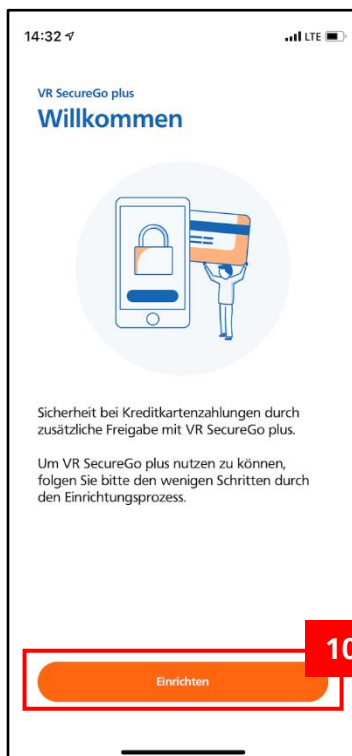 14:32
LTE
VR SecureGo plus
Willkommen
Sicherheit bei Kreditkartenzahlungen durch
zusätzliche Freigabe mit VR SecureGo plus.
Um VR SecureGo plus nutzen zu können,
folgen Sie bitte den wenigen Schritten durch
den Einrichtungsprozess.
10
Einrichten